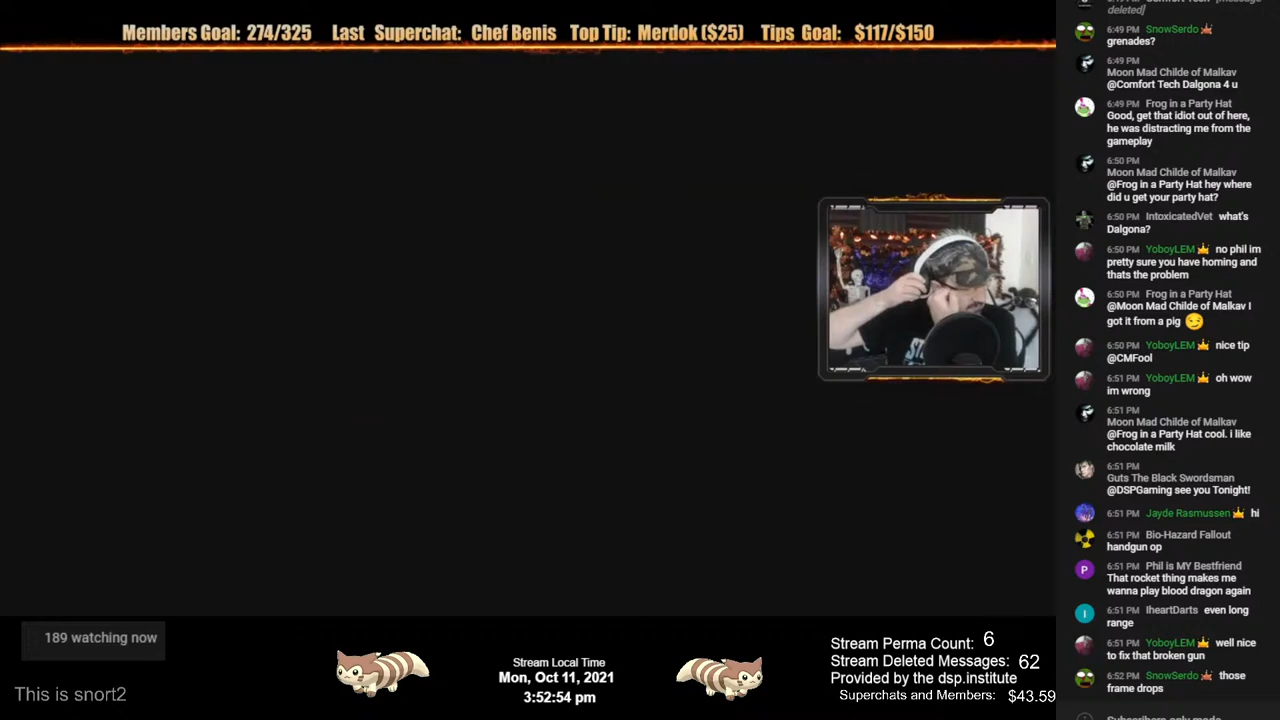 Members Goal: 274/325 Last Superchat: Chef Benis Top Tip: Merdok ($25) Tips Goal: $117/$150
deleted]
6:49 PM SnowSerdo
grenades?
6:49 PM
Moon Mad Childe of Malkav
@Comfort Tech Dalgona 4 u
6:49 PM Frog in a Party Hat
Good, get that idiot out of here,
he was distracting me from the
gameplay
6:50 PM
Moon Mad Childe of Malkav
@Frog in a Party Hat hey where
did u get your party hat?
6:50 PM IntoxicatedVet what's
Dalgona?
6:50 PM YoboyLEM no phil im
pretty sure you have homing and
thats the problem
6:50 PM Frog in a Party Hat
@Moon Mad Childe of Malkav I
got it from a pig 😏
6:50 PM YoboyLEM nice tip
@CMFool
6:51 PM YoboyLEM oh wow
im wrong
6:51 PM
Moon Mad Childe of Malkav
@Frog in a Party Hat cool. i like
chocolate milk
6:51 PM
Guts The Black Swordsman
@DSPGaming see you Tonight!
6:51 PM Jayde Rasmussen hi
6:51 PM Bio-Hazard Fallout
handgun op
P
6:51 PM Phil is MY Bestfriend
That rocket thing makes me
wanna play blood dragon again
I
6:51 PM IheartDarts even long
range
6:51 PM YoboyLEM well nice
to fix that broken gun
6:52 PM SnowSerdo those
frame drops
189 watching now
This is snort2
Stream Local Time
Mon, Oct 11, 2021
3:52:54 pm
Stream Perma Count: 6
Stream Deleted Messages: 62
Provided by the dsp.institute
Superchats and Members: $43.59